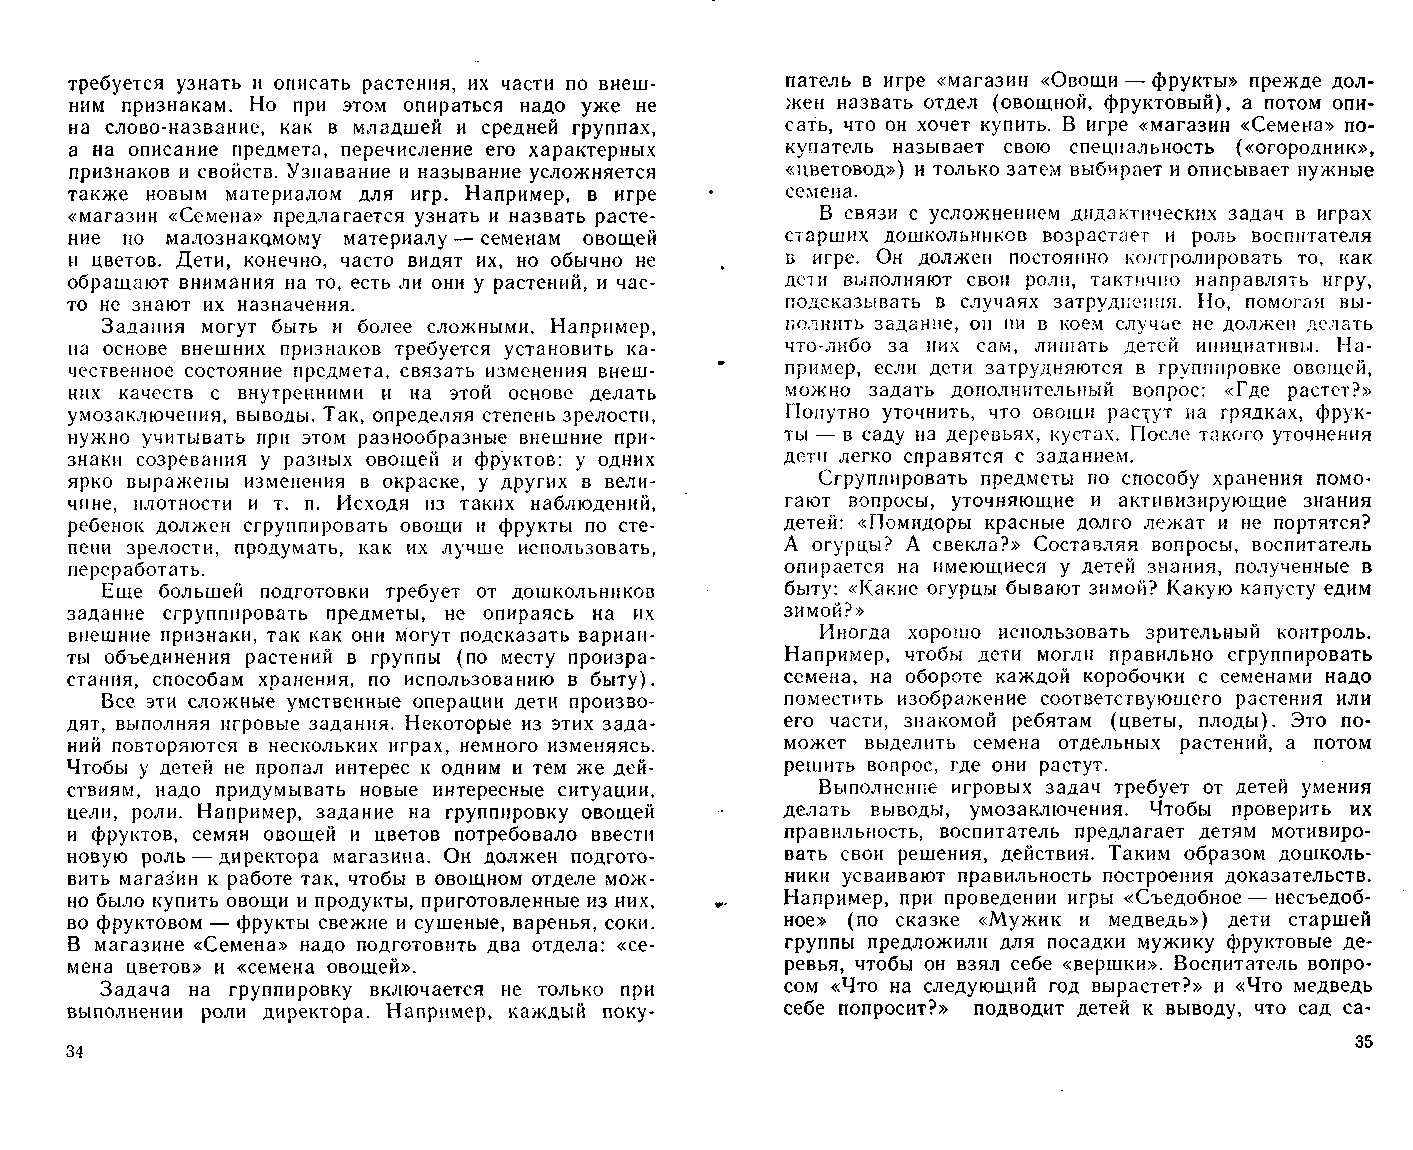 требуется узнать и описать растения, их части по внеш-
ним признакам. Но при этом опираться надо уже не
на слово-название, как в младшей и средней группах,
а на описание предмета, перечисление его характерных
признаков и свойств. Узнавание и называние усложняется
также новым материалом для игр. Например, в игре
«магазин «Семена» предлагается узнать и назвать расте-
ние по малознакомому материалу — семенам овощей
и цветов. Дети, конечно, часто видят их, но обычно не
обращают внимания на то, есть ли они у растений, и час-
то не знают их назначения.
Задания могут быть и более сложными. Например,
на основе внешних признаков требуется установить ка-
чественное состояние предмета, связать изменения внеш-
них качеств с внутренними и на этой основе делать
умозаключения, выводы. Так, определяя степень зрелости,
нужно учитывать при этом разнообразные внешние при-
знаки созревания у разных овощей и фруктов: у одних
ярко выражены изменения в окраске, у других в вели-
чине, плотности и т. п. Исходя из таких наблюдений,
ребенок должен сгруппировать овощи и фрукты по сте-
пени зрелости, продумать, как их лучше использовать,
переработать.
Еще большей подготовки требует от дошкольников
задание сгруппировать предметы, не опираясь на их
внешние признаки, так как они могут подсказать вариан-
ты объединения растений в группы (по месту произра-
стания, способам хранения, по использованию в быту).
Все эти сложные умственные операции дети произво-
дят, выполняя игровые задания. Некоторые из этих зада-
ний повторяются в нескольких играх, немного изменяясь.
Чтобы у детей не пропал интерес к одним и тем же дей-
ствиям, надо придумывать новые интересные ситуации,
цели, роли. Например, задание на группировку овощей
и фруктов, семян овощей и цветов потребовало ввести
новую роль — директора магазина. Он должен подгото-
вить магазин к работе так, чтобы в овощном отделе мож-
но было купить овощи и продукты, приготовленные из них,
во фруктовом — фрукты свежие и сушеные, варенья, соки.
В магазине «Семена» надо подготовить два отдела: «се-
мена цветов» и «семена овощей».
Задача на группировку включается не только при
выполнении роли директора. Например, каждый поку-
34
патель в игре «магазин «Овощи — фрукты» прежде дол-
жен назвать отдел (овощной, фруктовый), а потом опи-
сать, что он хочет купить. В игре «магазин «Семена» по-
купатель называет свою специальность («огородник»,
«цветовод») и только затем выбирает и описывает нужные
семена.
В связи с усложнением дидактических задач в играх
старших дошкольников возрастает и роль воспитателя
в игре. Он должен постоянно контролировать то, как
дети выполняют свои роли, тактично направлять игру,
подсказывать в случаях затруднения. Но, помогая вы-
полнить задание, он ни в коем случае не должен делать
что-либо за них сам, лишать детей инициативы. На-
пример, если дети затрудняются в группировке овощей,
можно задать дополнительный вопрос: «Где растет?»
Попутно уточнить, что овощи растут на грядках, фрук-
ты — в саду на деревьях, кустах. После такого уточнения
дети легко справятся с заданием.
Сгруппировать предметы по способу хранения помо-
гают вопросы, уточняющие и активизирующие знания
детей: «Помидоры красные долго лежат и не портятся?
А огурцы? А свекла?» Составляя вопросы, воспитатель
опирается на имеющиеся у детей знания, полученные в
быту: «Какие огурцы бывают зимой? Какую капусту едим
зимой?»
Иногда хорошо использовать зрительный контроль.
Например, чтобы дети могли правильно сгруппировать
семена, на обороте каждой коробочки с семенами надо
поместить изображение соответствующего растения или
его части, знакомой ребятам (цветы, плоды). Это по-
может выделить семена отдельных растений, а потом
решить вопрос, где они растут.
Выполнение игровых задач требует от детей умения
делать выводы, умозаключения. Чтобы проверить их
правильность, воспитатель предлагает детям мотивиро-
вать свои решения, действия. Таким образом дошколь-
ники усваивают правильность построения доказательств.
Например, при проведении игры «Съедобное — несъедоб-
ное» (по сказке «Мужик и медведь») дети старшей
группы предложили для посадки мужику фруктовые де-
ревья, чтобы он взял себе «вершки». Воспитатель вопро-
сом «Что на следующий год вырастет?» и «Что медведь
себе попросит?» подводит детей к выводу, что сад са-
35